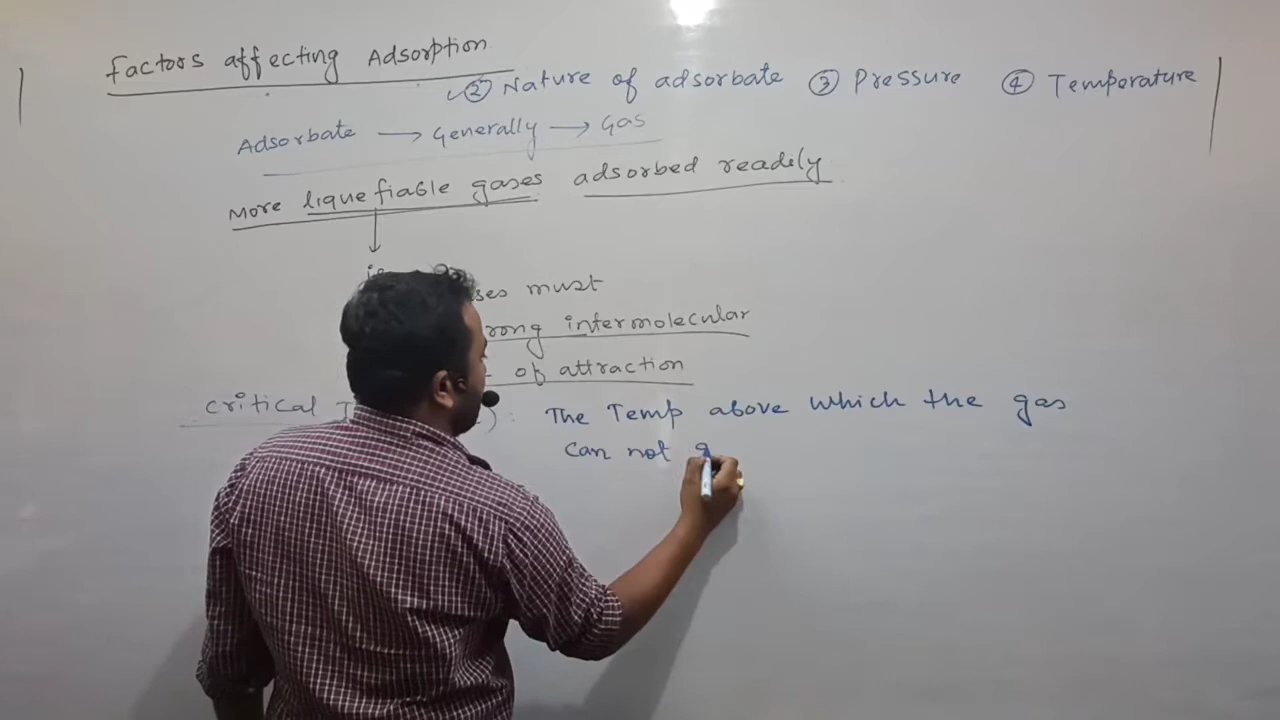 Factors affecting Adsorption
② Nature of adsorbate ③ Pressure ④ Temperature
Adsorbate → Generally → Gas
More liquefiable gases adsorbed readily
must
intermolecular
of attraction
Critical : The Temp above which the gas
can not